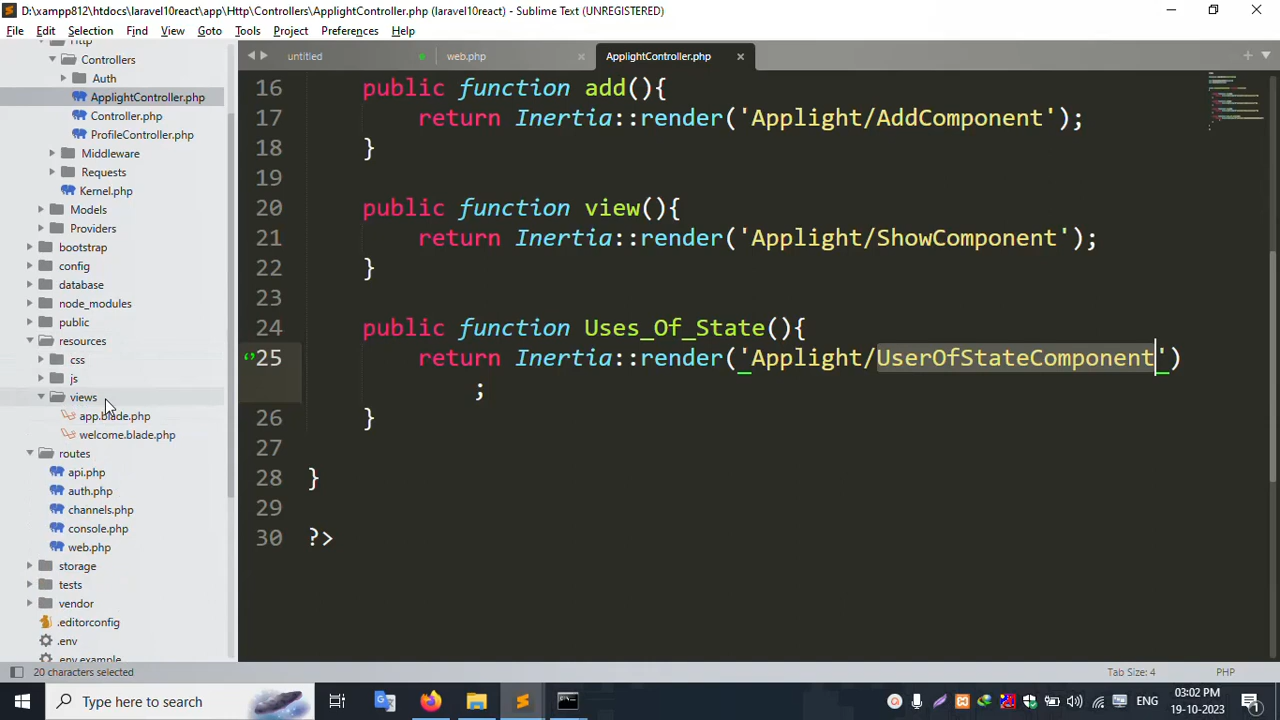 D:\xampp812\htdocs\laravel10react\app\Http\Controllers\ApplightController.php (laravel10react) - Sublime Text (UNREGISTERED)
File Edit Selection Find View Goto Tools Project Preferences Help
untitled web.php ApplightController.php
Http
Controllers
Auth
ApplightController.php
Controller.php
ProfileController.php
Middleware
Requests
Kernel.php
Models
Providers
bootstrap
config
database
node_modules
public
resources
css
js
views
app.blade.php
welcome.blade.php
routes
api.php
auth.php
channels.php
console.php
web.php
storage
tests
vendor
.editorconfig
.env
.env.example
16 public function add(){
17 return Inertia::render('Applight/AddComponent');
18 }
19
20 public function view(){
21 return Inertia::render('Applight/ShowComponent');
22 }
23
24 public function Uses_Of_State(){
25 return Inertia::render('Applight/UserOfStateComponent')
;
26 }
27
28 }
29
30 ?>
20 characters selected Tab Size: 4 PHP
Type here to search ENG 03:02 PM
19-10-2023 1